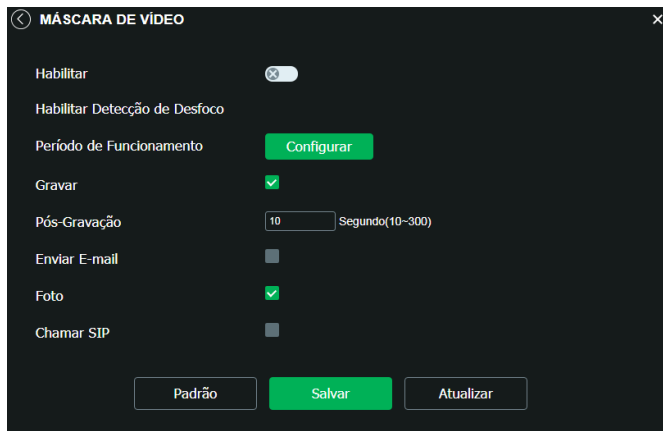 MÁSCARA DE VÍDEO
Habilitar
Habilitar Detecção de Desfoco
Período de Funcionamento Configurar
Gravar
Pós-Gravação 10 Segundo(10~300)
Enviar E-mail
Foto
Chamar SIP
Padrão Salvar Atualizar